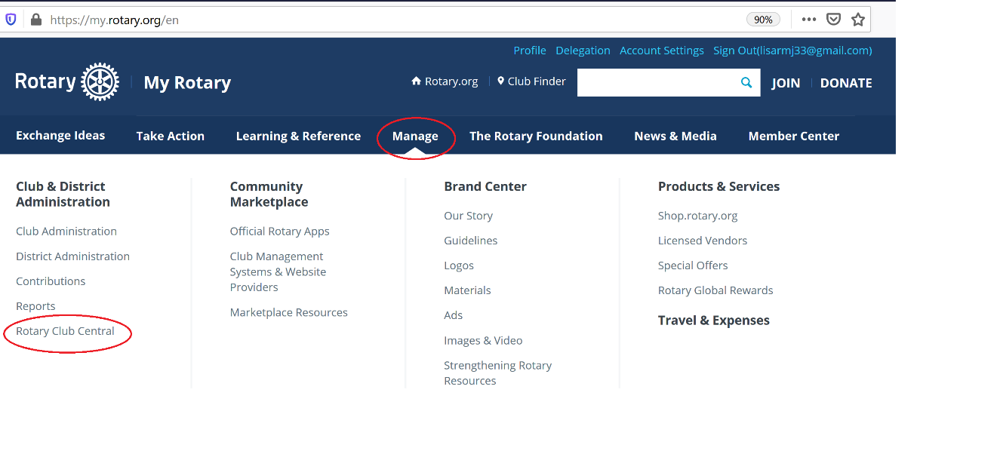 https://my.rotary.org/en
90%
Profile Delegation Account Settings Sign Out(lisarmj33@gmail.com)
Rotary My Rotary
Rotary.org Club Finder
JOIN DONATE
Exchange Ideas Take Action Learning & Reference Manage The Rotary Foundation News & Media Member Center
Club & District
Administration
Club Administration
District Administration
Contributions
Reports
Rotary Club Central
Community
Marketplace
Official Rotary Apps
Club Management
Systems & Website
Providers
Marketplace Resources
Brand Center
Our Story
Guidelines
Logos
Materials
Ads
Images & Video
Strengthening Rotary
Resources
Products & Services
Shop.rotary.org
Licensed Vendors
Special Offers
Rotary Global Rewards
Travel & Expenses